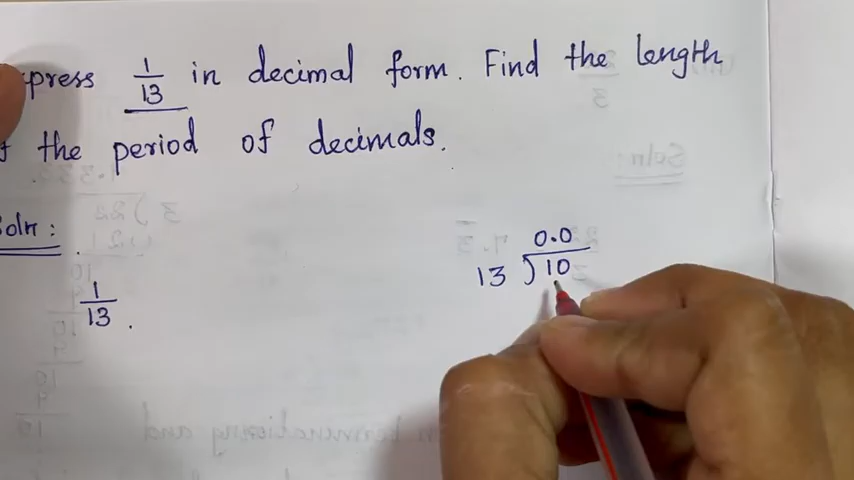 press 1/13 in decimal form. Find the length
the period of decimals.
Soln:
1/13.
0.0
13 ) 10